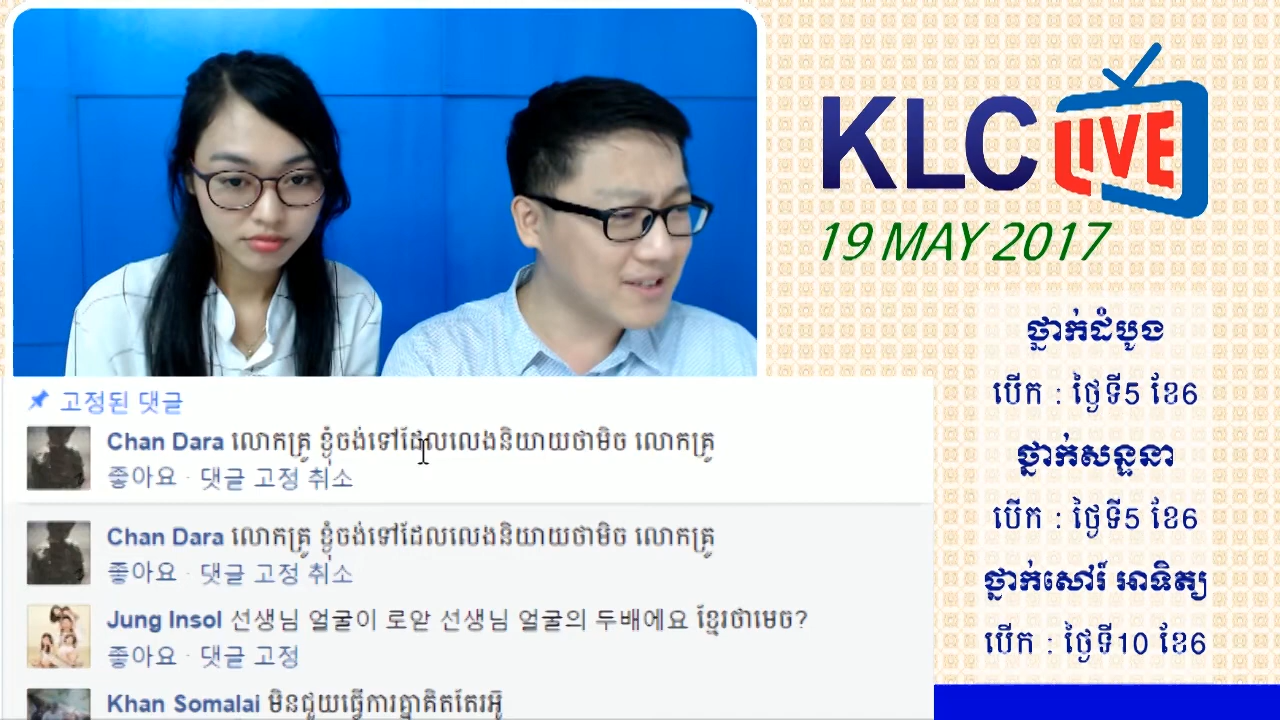 KLC LIVE
19 MAY 2017
ថ្នាក់ដំបូង
បើក : ថ្ងៃទី5 ខែ6
ថ្នាក់សន្ទនា
បើក : ថ្ងៃទី5 ខែ6
ថ្នាក់សៅរ៍ អាទិត្យ
បើក : ថ្ងៃទី10 ខែ6
고정된 댓글
Chan Dara លោកគ្រូ ខ្ញុំចង់ទៅដែលលេងនិយាយថាមិច លោកគ្រូ
좋아요 · 댓글 고정 취소
Chan Dara លោកគ្រូ ខ្ញុំចង់ទៅដែលលេងនិយាយថាមិច លោកគ្រូ
좋아요 · 댓글 고정 취소
Jung Insol 선생님 얼굴이 로앝 선생님 얼굴의 두배에요 ខ្មែរថាមេច?
좋아요 · 댓글 고정
Khan Somalai មិនជួយធ្វើការគ្នាគិតតែរអ៊ូ